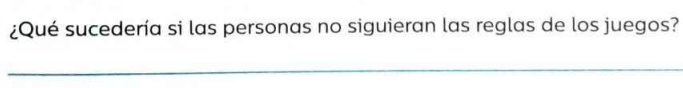 ¿Qué sucedería si las personas no siguieran las reglas de los juegos?